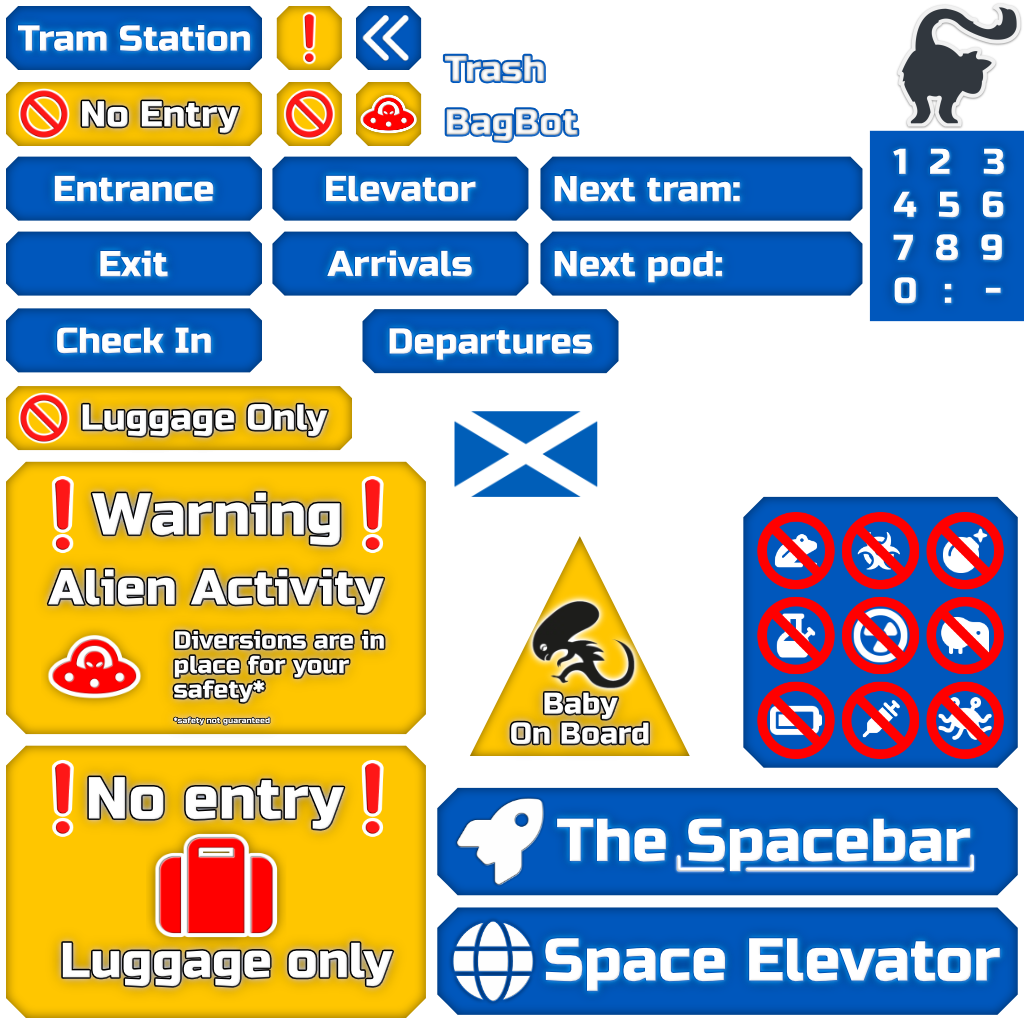 Tram Station
Trash
No Entry
BagBot
1 2 3
4 5 6
7 8 9
0 : -
Entrance
Elevator
Next tram:
Exit
Arrivals
Next pod:
Check In
Departures
Luggage Only
Warning
Alien Activity
Diversions are in
place for your
safety*
*safety not guaranteed
Baby
On Board
No entry
Luggage only
The Spacebar
Space Elevator